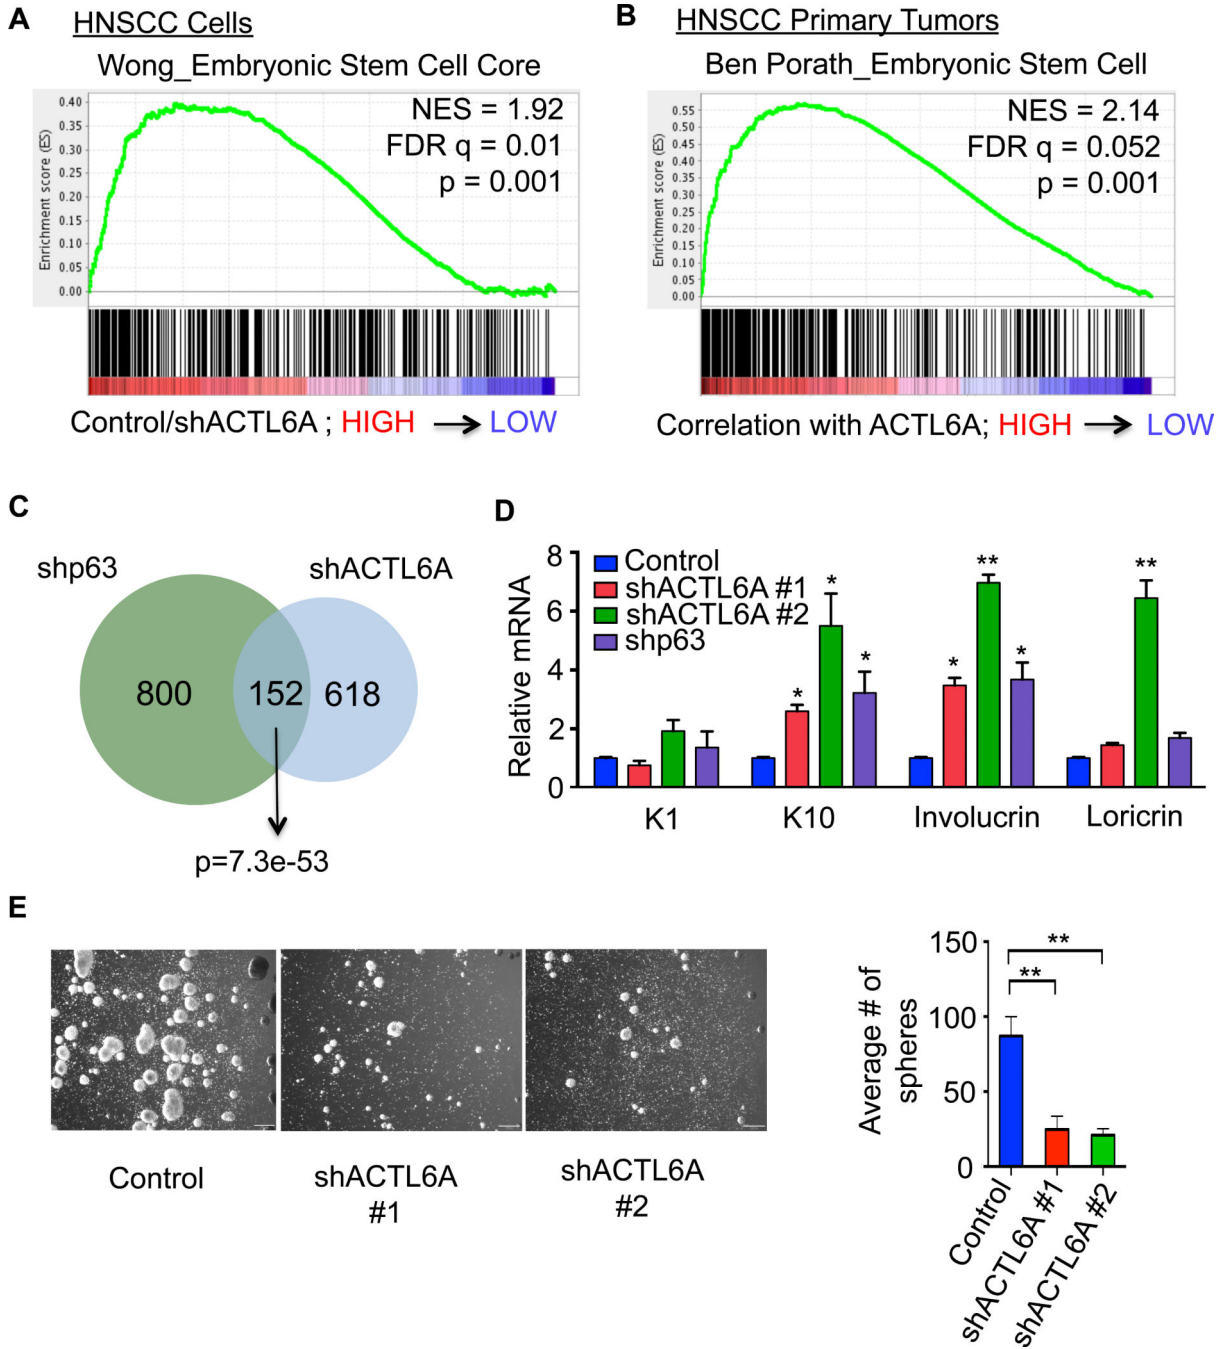 A
HNSCC Cells
Wong_Embryonic Stem Cell Core
Enrichment score (ES)
0.40
0.35
0.30
0.25
0.20
0.15
0.10
0.05
0.00
NES = 1.92
FDR q = 0.01
p = 0.001
Control/shACTL6A ; HIGH → LOW
B
HNSCC Primary Tumors
Ben Porath_Embryonic Stem Cell
Enrichment score (ES)
0.55
0.50
0.45
0.40
0.35
0.30
0.25
0.20
0.15
0.10
0.05
0.00
NES = 2.14
FDR q = 0.052
p = 0.001
Correlation with ACTL6A; HIGH → LOW
C
shp63
shACTL6A
800
152
618
p=7.3e-53
D
Relative mRNA
8
6
4
2
0
Control
shACTL6A #1
shACTL6A #2
shp63
*
*
*
*
**
*
**
K1
K10
Involucrin
Loricrin
E
Control
shACTL6A
#1
shACTL6A
#2
Average # of
spheres
150
100
50
0
**
**
Control
shACTL6A #1
shACTL6A #2